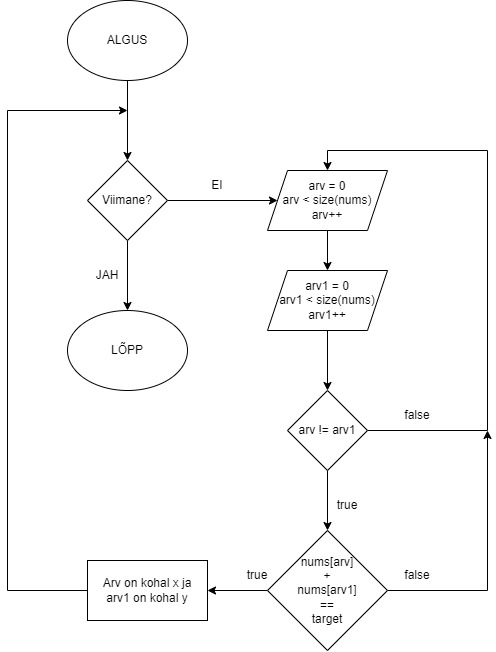 ALGUS
Viimane?
EI
JAH
LÕPP
arv = 0
arv < size(nums)
arv++
arv1 = 0
arv1 < size(nums)
arv1++
arv != arv1
false
true
nums[arv]
+
nums[arv1]
==
target
false
true
Arv on kohal x ja
arv1 on kohal y